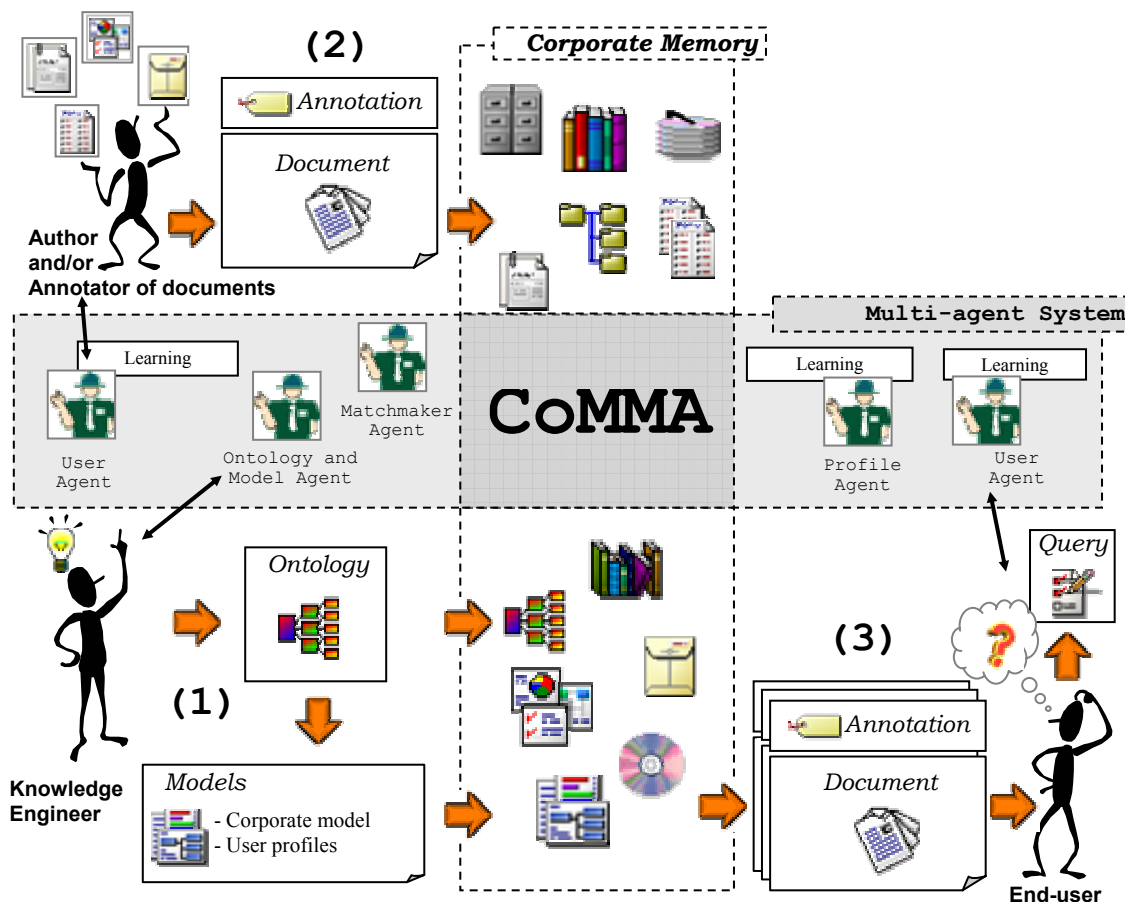 (2)
Corporate Memory
Annotation
Document
Author
and/or
Annotator of documents
Multi-agent System
Learning
Learning
Learning
Matchmaker
Agent
CoMMA
User
Agent
Ontology and
Model Agent
Profile
Agent
User
Agent
Ontology
Query
(1)
(3)
Knowledge
Engineer
Models
- Corporate model
- User profiles
Annotation
Document
End-user